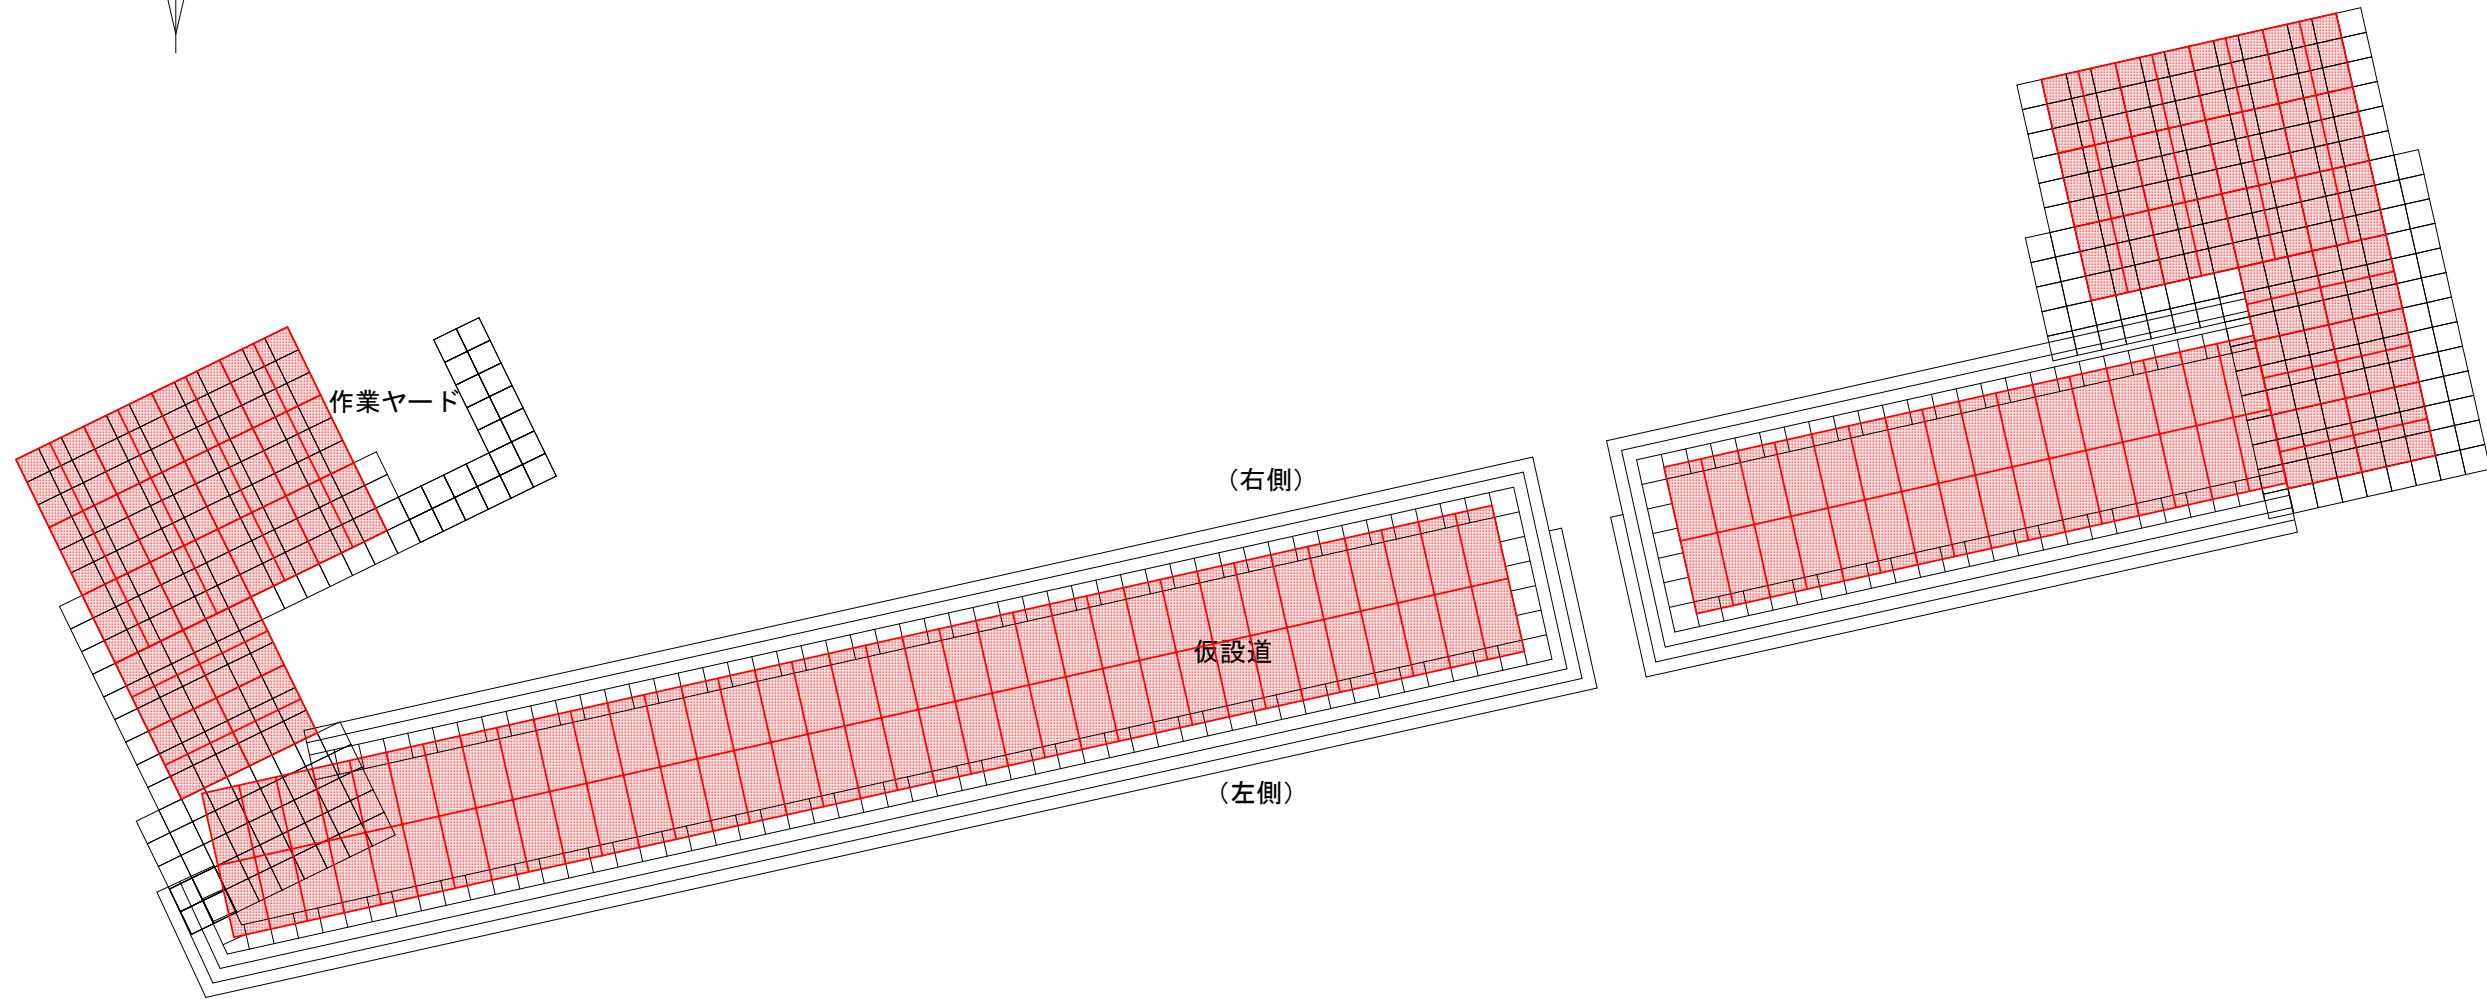 作業ヤード
（右側）
仮設道
（左側）